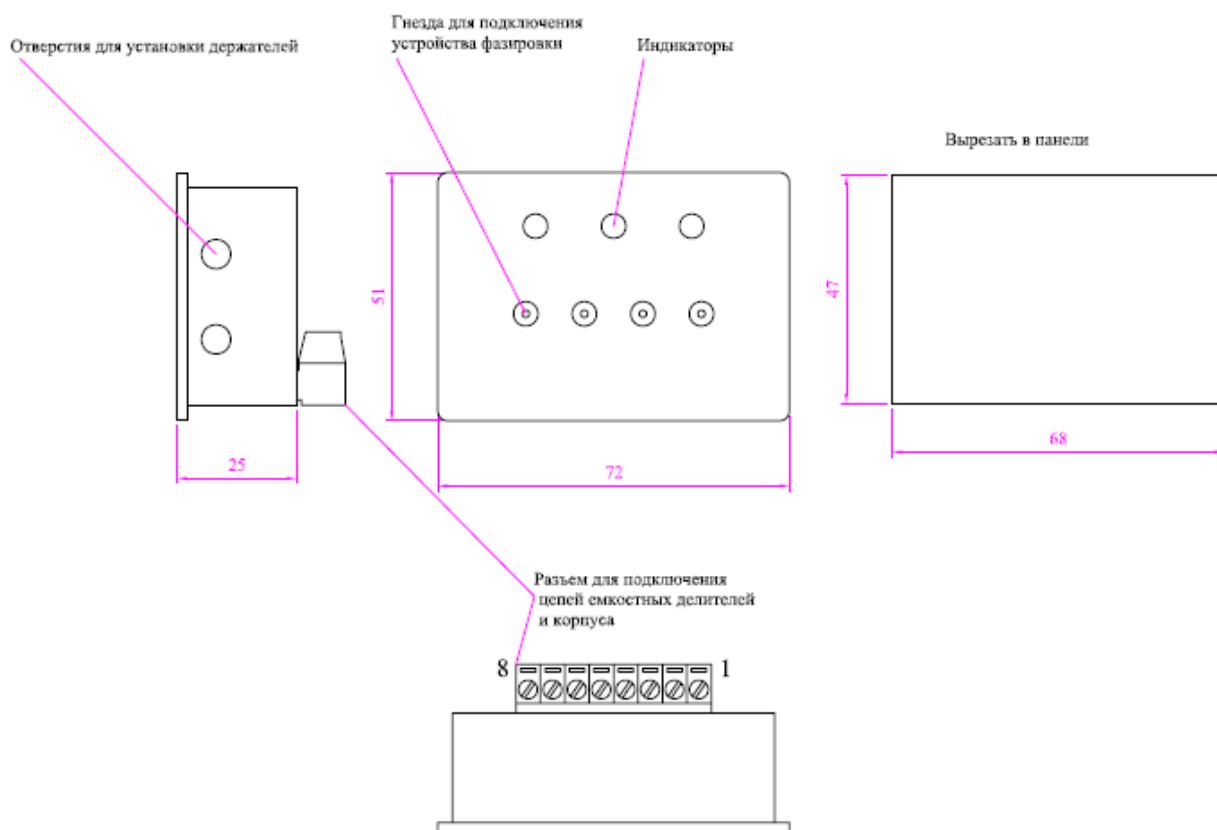 Гнезда для подключения
устройства фазировки
Отверстия для установки держателей
Индикаторы
Вырезать в панели
51
47
25
72
68
Разъем для подключения
цепей емкостных делителей
и корпуса
8
1